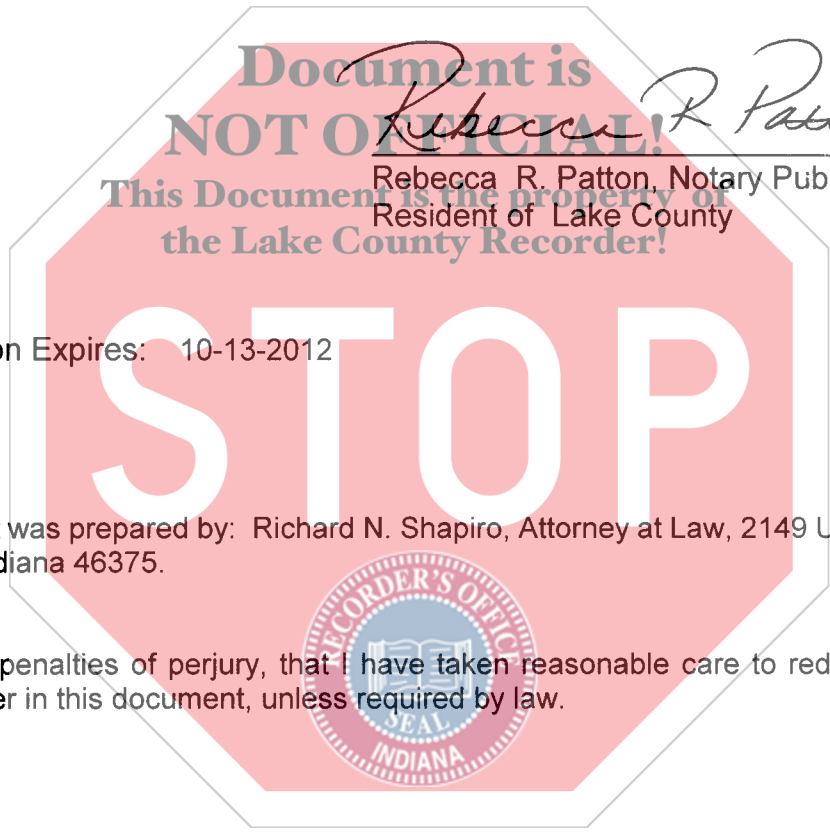 Document is
NOT OFFICIAL!
This Document is the property of
the Lake County Recorder!
Rebecca R Patt
Rebecca R. Patton, Notary Pub
Resident of Lake County
on Expires: 10-13-2012
STOP
was prepared by: Richard N. Shapiro, Attorney at Law, 2149 U
diana 46375.
RECORDER'S OFFICE
penalties of perjury, that I have taken reasonable care to red
er in this document, unless required by law.
SEAL
INDIANA